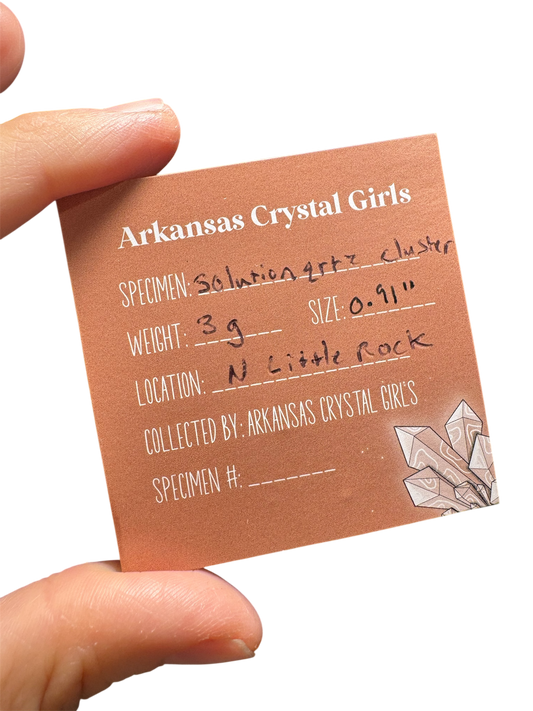 Arkansas Crystal Girls
SPECIMEN: Solution qrtz cluster
WEIGHT: 3 g SIZE: 0.91"
LOCATION: N Little Rock
COLLECTED BY: ARKANSAS CRYSTAL GIRLS
SPECIMEN #: